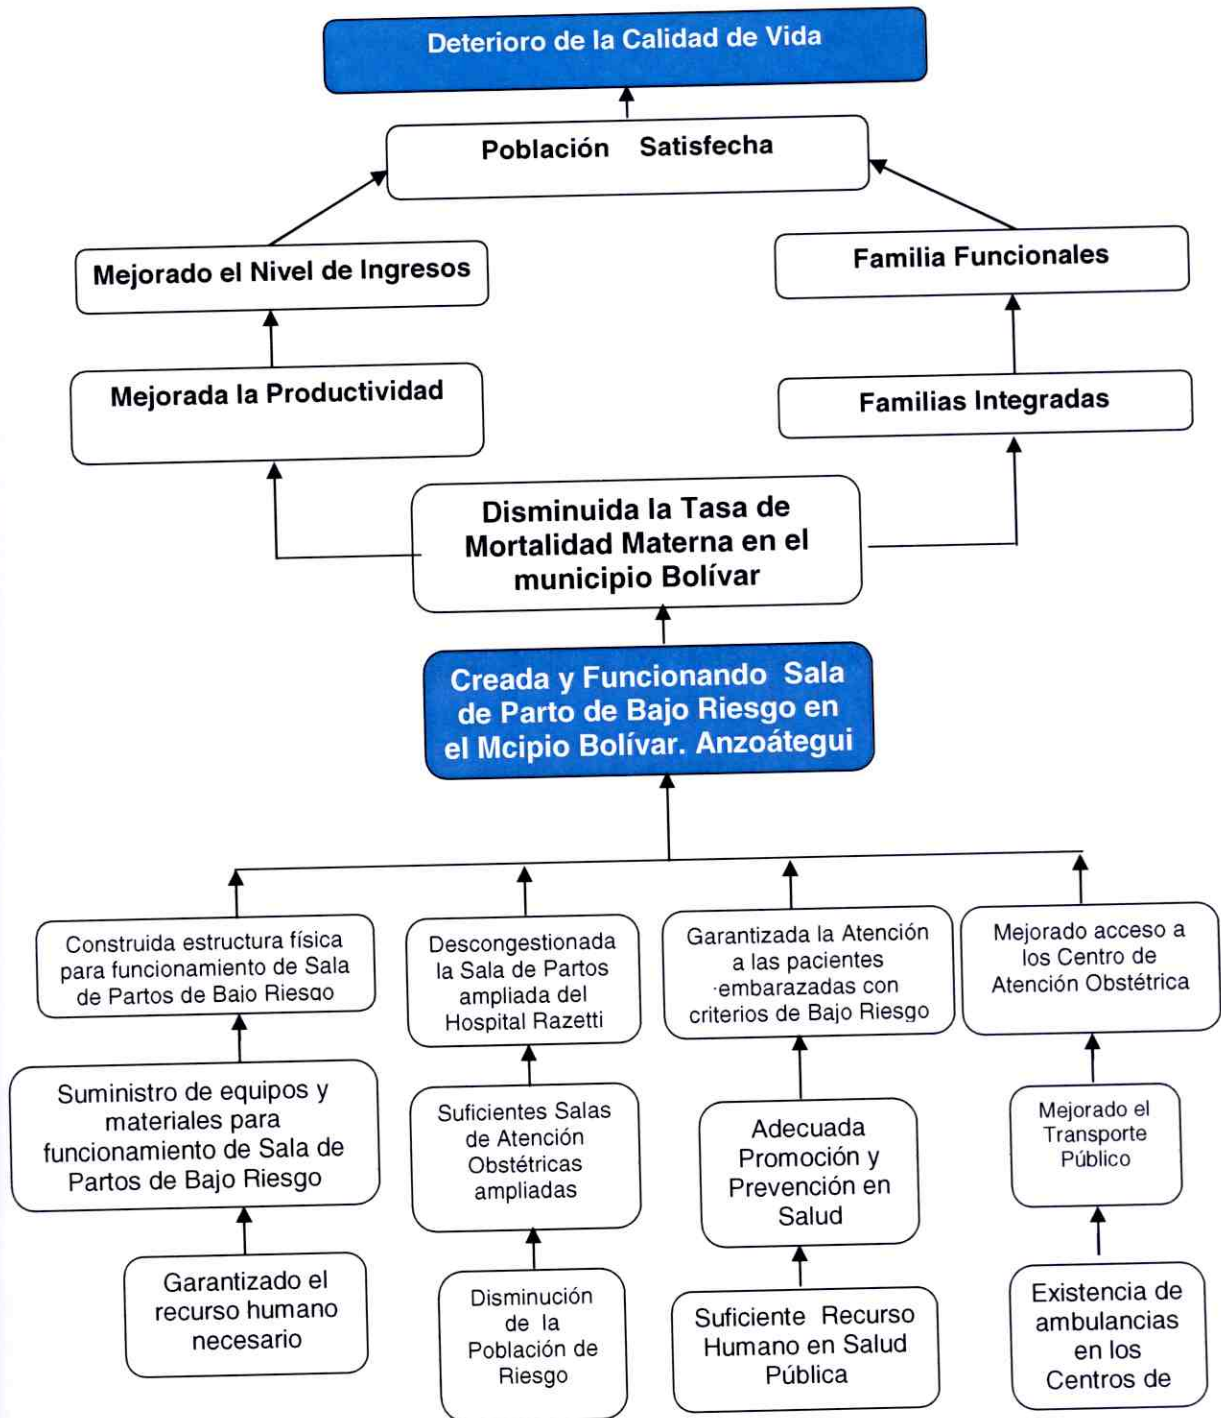 Deterioro de la Calidad de Vida
Población Satisfecha
Mejorado el Nivel de Ingresos
Familia Funcionales
Mejorada la Productividad
Familias Integradas
Disminuida la Tasa de
Mortalidad Materna en el
municipio Bolívar
Creada y Funcionando Sala
de Parto de Bajo Riesgo en
el Mcipio Bolívar. Anzoátegui
Construida estructura física
para funcionamiento de Sala
de Partos de Bajo Riesgo
Descongestionada
la Sala de Partos
ampliada del
Hospital Razetti
Garantizada la Atención
a las pacientes
embarazadas con
criterios de Bajo Riesgo
Mejorado acceso a
los Centro de
Atención Obstétrica
Suministro de equipos y
materiales para
funcionamiento de Sala de
Partos de Bajo Riesgo
Suficientes Salas
de Atención
Obstétricas
ampliadas
Adecuada
Promoción y
Prevención en
Salud
Mejorado el
Transporte
Público
Garantizado el
recurso humano
necesario
Disminución
de la
Población de
Riesgo
Suficiente Recurso
Humano en Salud
Pública
Existencia de
ambulancias
en los
Centros de